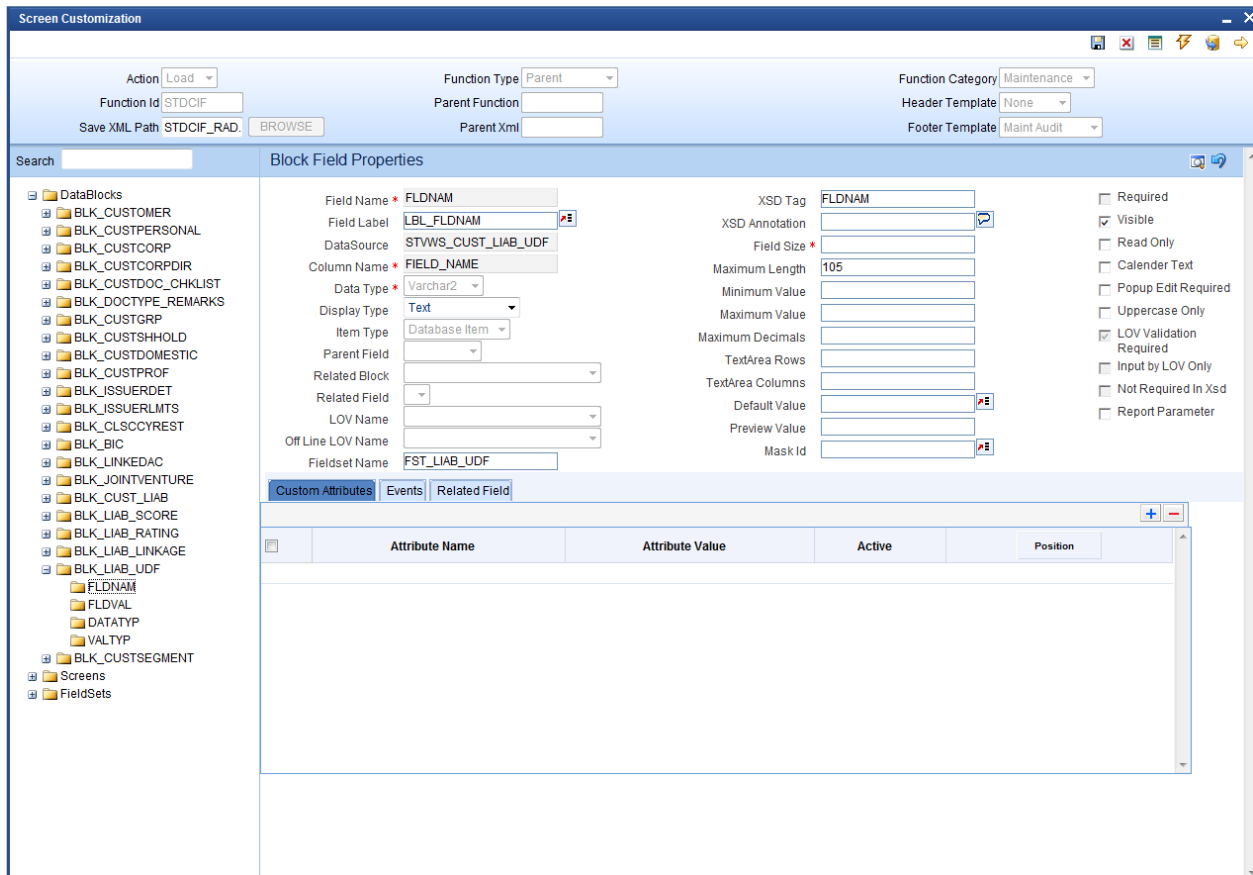 Screen Customization
Action Load Function Type Parent Function Category Maintenance
Function Id STDCIF Parent Function Header Template None
Save XML Path STDCIF_RAD. BROWSE Parent Xml Footer Template Maint Audit
Search
Block Field Properties
DataBlocks
BLK_CUSTOMER
BLK_CUSTPERSONAL
BLK_CUSTCORP
BLK_CUSTCORPDIR
BLK_CUSTDOC_CHKLIST
BLK_DOCTYPE_REMARKS
BLK_CUSTGRP
BLK_CUSTSHHOLD
BLK_CUSTDOMESTIC
BLK_CUSTPROF
BLK_ISSUERDET
BLK_ISSUERLMTS
BLK_CLSCCYREST
BLK_BIC
BLK_LINKEDAC
BLK_JOINTVENTURE
BLK_CUST_LIAB
BLK_LIAB_SCORE
BLK_LIAB_RATING
BLK_LIAB_LINKAGE
BLK_LIAB_UDF
FLDNAM
FLDVAL
DATATYP
VALTYP
BLK_CUSTSEGMENT
Screens
FieldSets
Field Name * FLDNAM
Field Label LBL_FLDNAM
DataSource STVWS_CUST_LIAB_UDF
Column Name * FIELD_NAME
Data Type * Varchar2
Display Type Text
Item Type Database Item
Parent Field
Related Block
Related Field
LOV Name
Off Line LOV Name
Fieldset Name FST_LIAB_UDF
XSD Tag FLDNAM
XSD Annotation
Field Size *
Maximum Length 105
Minimum Value
Maximum Value
Maximum Decimals
TextArea Rows
TextArea Columns
Default Value
Preview Value
Mask Id
Required
Visible
Read Only
Calender Text
Popup Edit Required
Uppercase Only
LOV Validation
Required
Input by LOV Only
Not Required In Xsd
Report Parameter
Custom Attributes Events Related Field
Attribute Name Attribute Value Active Position